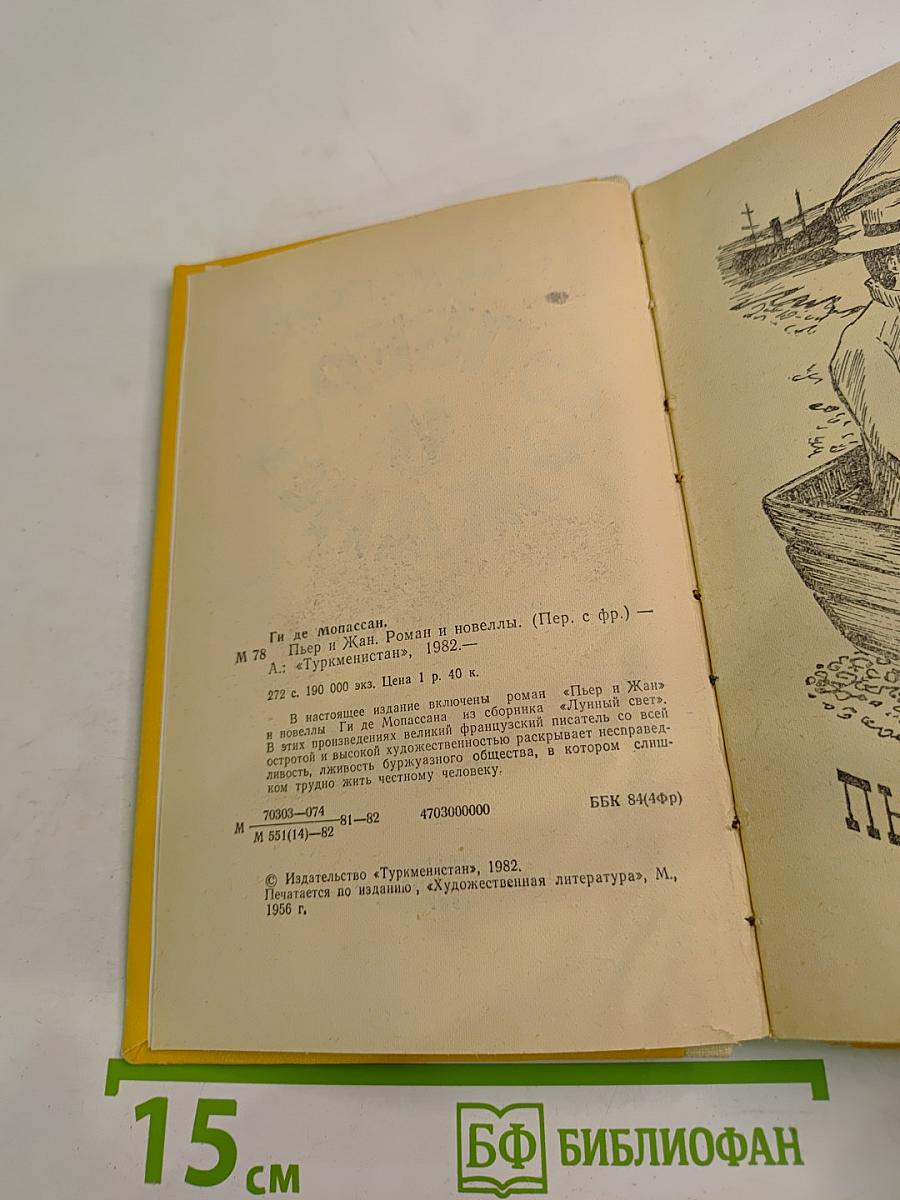 Ги де Мопассан.
М 78 Пьер и Жан. Роман и новеллы. (Пер. с фр.) —
А.: «Туркменистан», 1982.—
272 с. 190 000 экз. Цена 1 р. 40 к.
В настоящее издание включены роман «Пьер и Жан»
и новеллы Ги де Мопассана из сборника «Лунный свет».
В этих произведениях великий французский писатель со всей
остротой и высокой художественностью раскрывает несправед-
ливость, лживость буржуазного общества, в котором слиш-
ком трудно жить честному человеку.
70303—074
М 81—82 4703000000 ББК 84(4Фр)
М 551(14)—82
© Издательство «Туркменистан», 1982.
Печатается по изданию, «Художественная литература», М.,
1956 г.
ПЬ
15 см
БФ БИБЛИОФАН